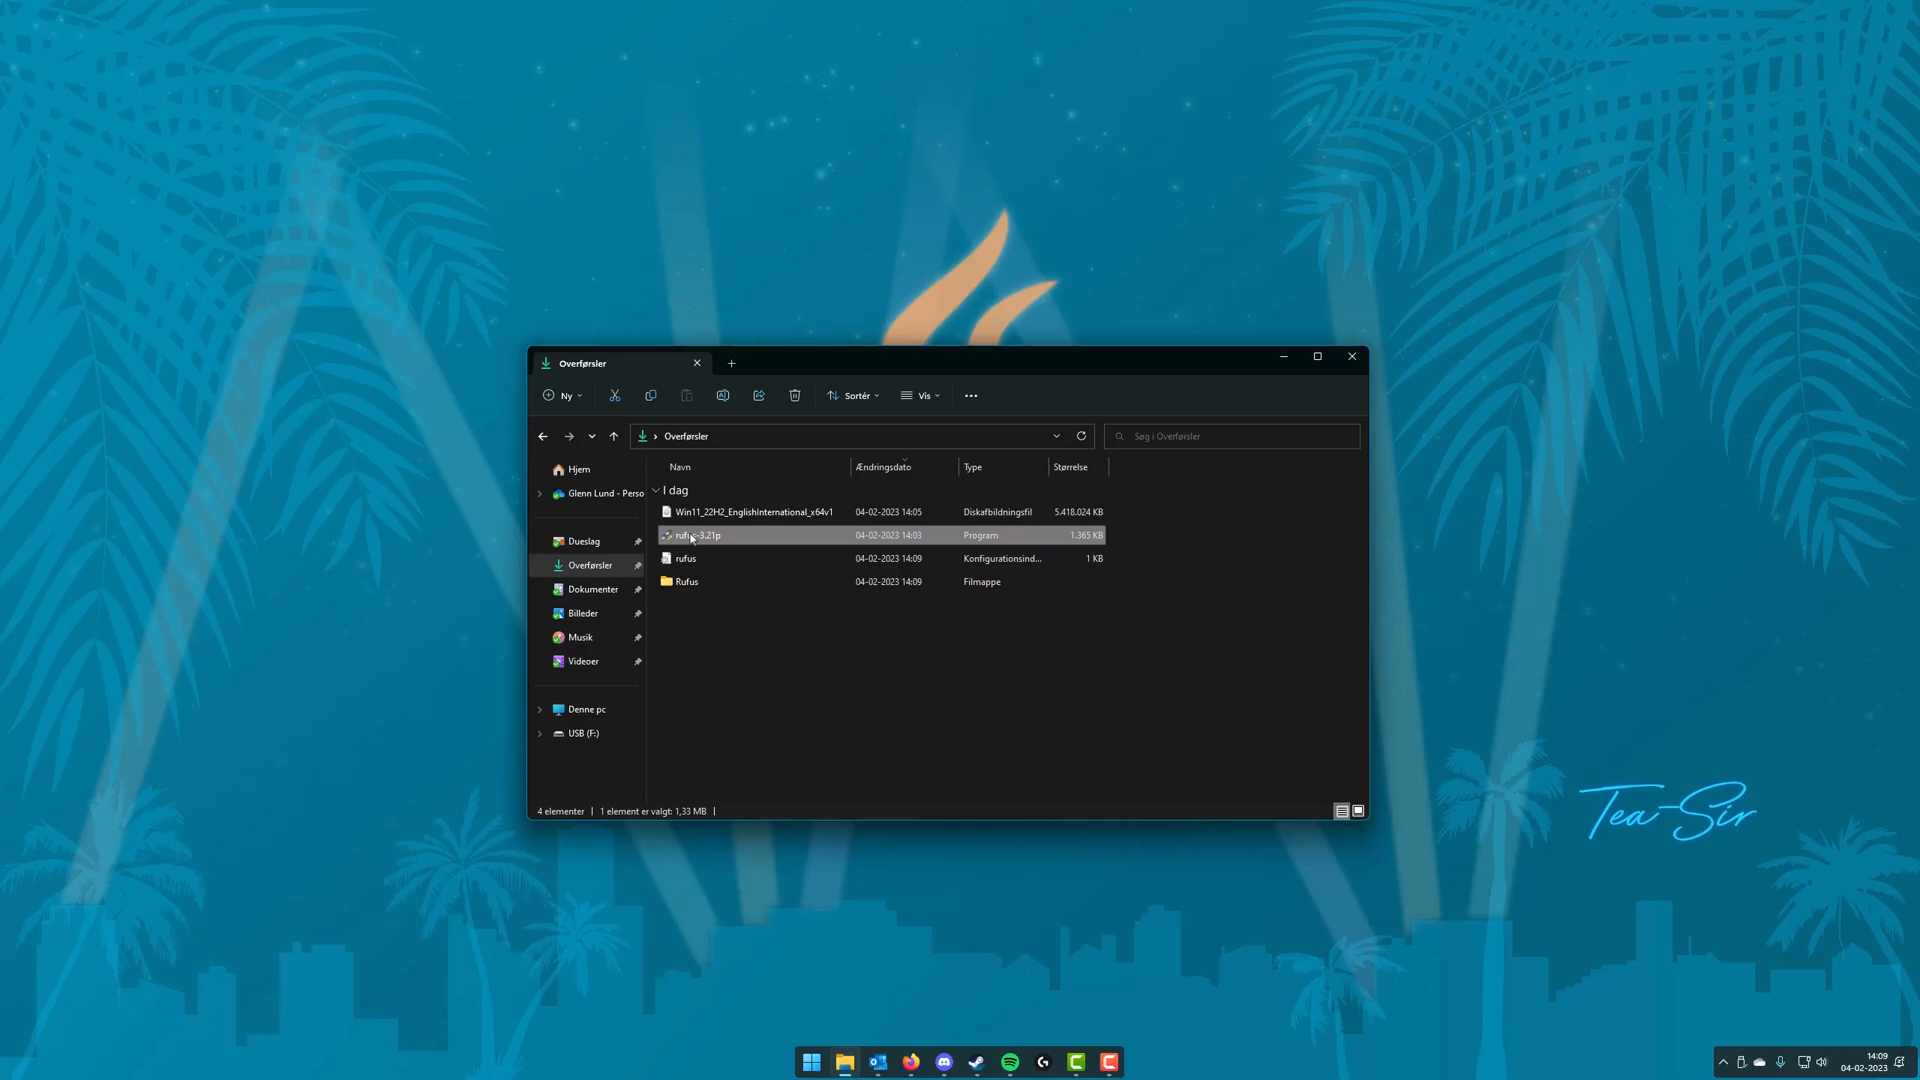 Overførsler
Ny
Sortér
Vis
Overførsler
Søg i Overførsler
Hjem
Glenn Lund - Perso
Dueslag
Overførsler
Dokumenter
Billeder
Musik
Videoer
Denne pc
USB (F:)
Navn Ændringsdato Type Størrelse
I dag
Win11_22H2_EnglishInternational_x64v1 04-02-2023 14:05 Diskafbildningsfil 5.418.024 KB
rufus-3.21p 04-02-2023 14:03 Program 1.365 KB
rufus 04-02-2023 14:09 Konfigurationsind... 1 KB
Rufus 04-02-2023 14:09 Filmappe
4 elementer 1 element er valgt: 1,33 MB
Tea-Sir
14:09
04-02-2023